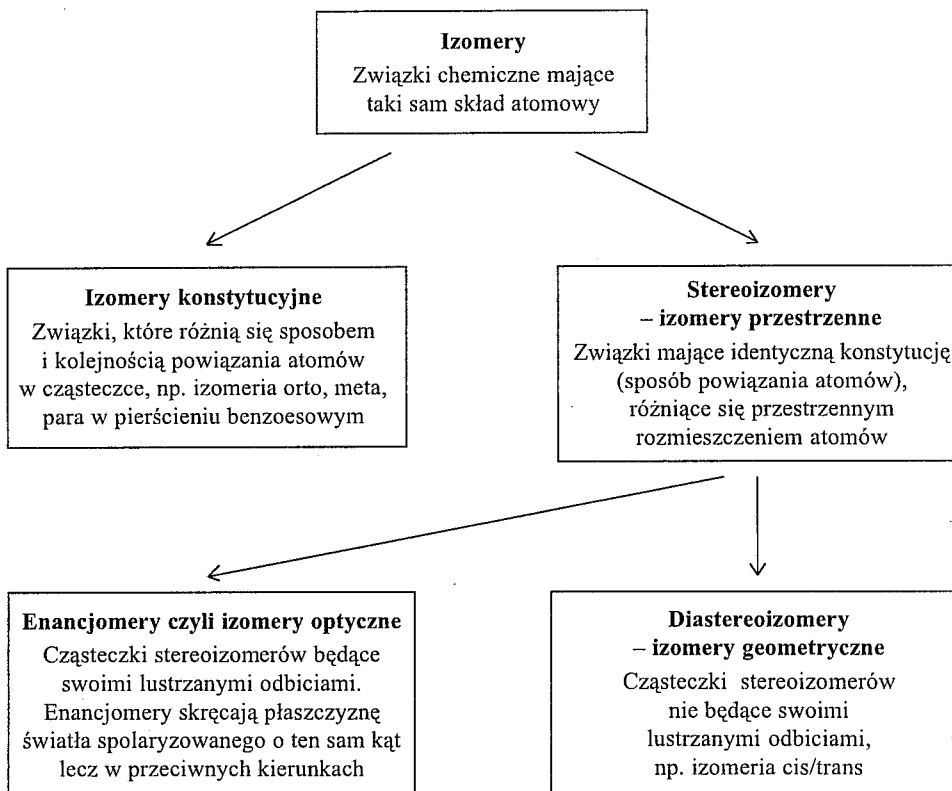 Izomery
Związki chemiczne mające
taki sam skład atomowy
Izomery konstytucyjne
Związki, które różnią się sposobem
i kolejnością powiązania atomów
w cząsteczce, np. izomeria orto, meta,
para w pierścieniu benzoesowym
Stereoizomery
– izomery przestrzenne
Związki mające identyczną konstytucję
(sposób powiązania atomów),
różniące się przestrzennym
rozmieszczeniem atomów
Enancjomery czyli izomery optyczne
Cząsteczki stereoizomerów będące
swoimi lustrzanymi odbiciami.
Enancjomery skręcają płaszczyznę
światła spolaryzowanego o ten sam kąt
lecz w przeciwnych kierunkach
Diastereoizomery
– izomery geometryczne
Cząsteczki stereoizomerów
nie będące swoimi
lustrzanymi odbiciami,
np. izomeria cis/trans